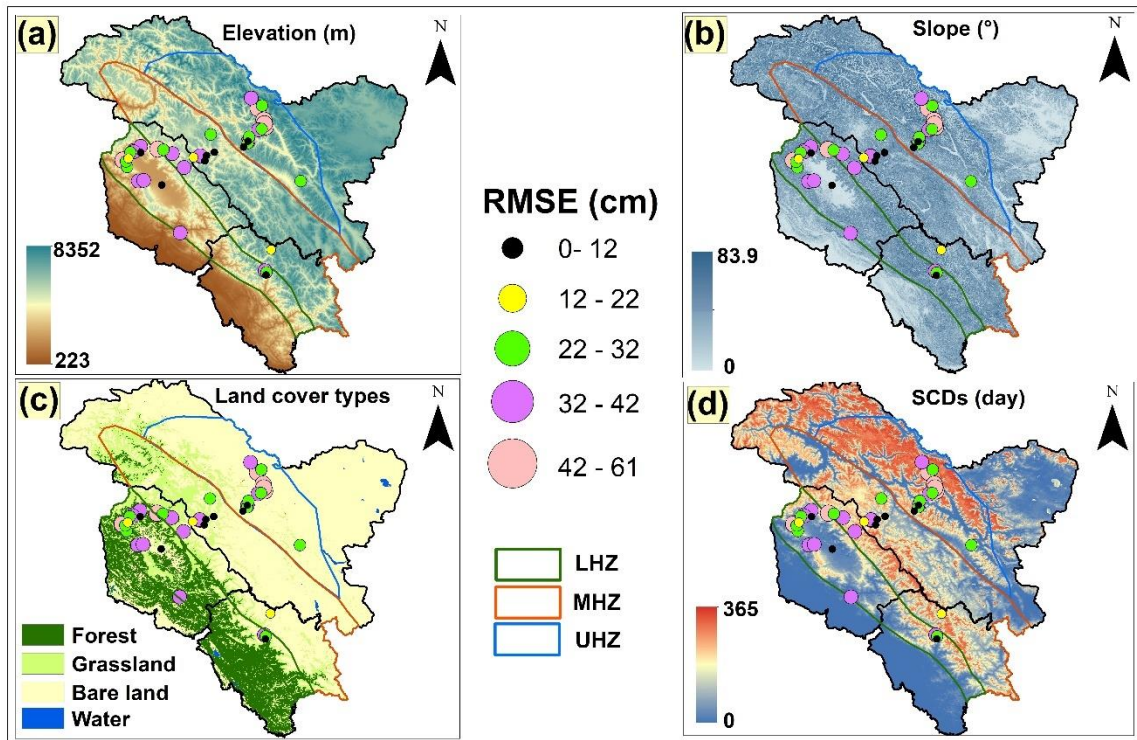 (a)
Elevation (m)
N
8352
223
(b)
Slope (°)
N
83.9
0
RMSE (cm)
0- 12
12 - 22
22 - 32
32 - 42
42 - 61
LHZ
MHZ
UHZ
(c)
Land cover types
N
Forest
Grassland
Bare land
Water
(d)
SCDs (day)
N
365
0